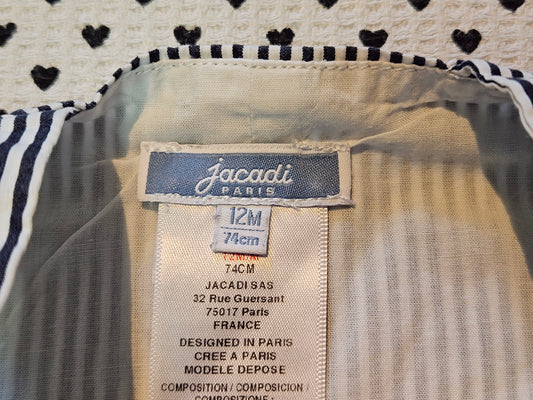 jacadi
PARIS
12M
74cm
74CM
JACADI SAS
32 Rue Guersant
75017 Paris
FRANCE
DESIGNED IN PARIS
CREE A PARIS
MODELE DEPOSE
COMPOSITION / COMPOSICION /
COMPOSIZIONE :